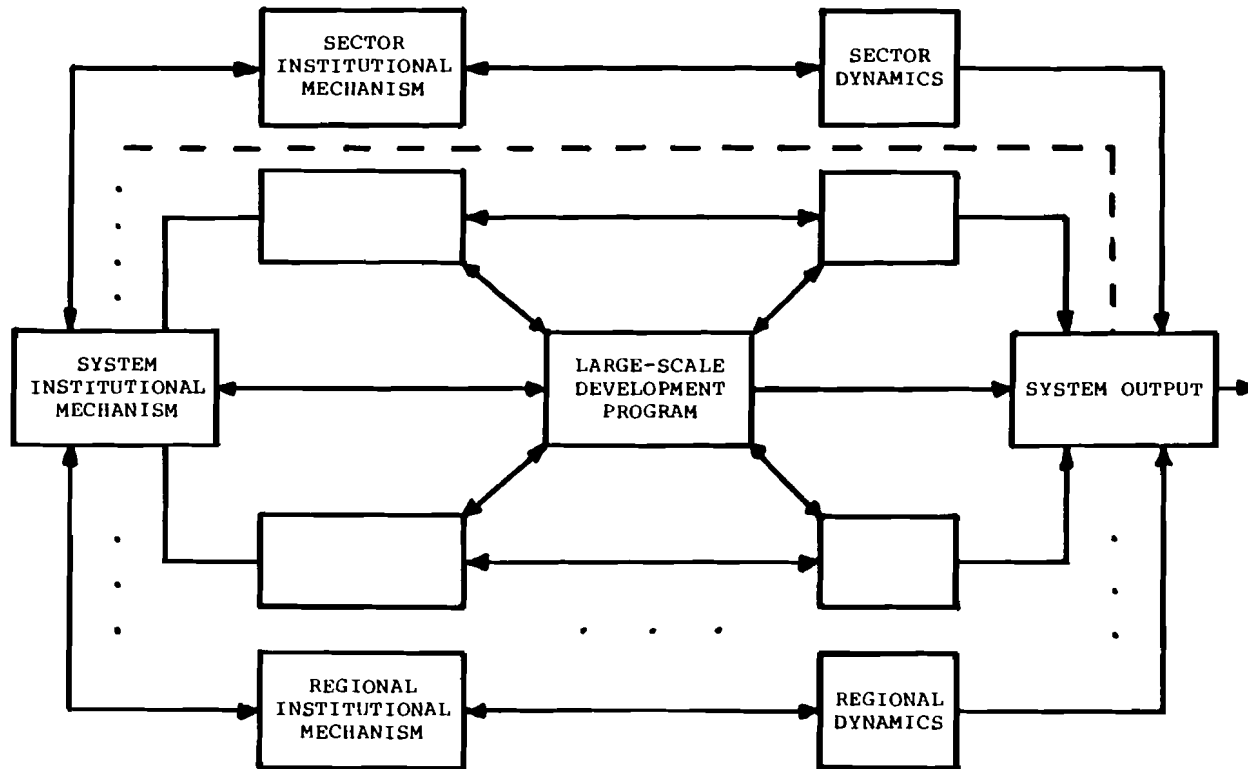 SECTOR
INSTITUTIONAL
MECHANISM
SECTOR
DYNAMICS
SYSTEM
INSTITUTIONAL
MECHANISM
LARGE-SCALE
DEVELOPMENT
PROGRAM
SYSTEM OUTPUT
REGIONAL
INSTITUTIONAL
MECHANISM
REGIONAL
DYNAMICS